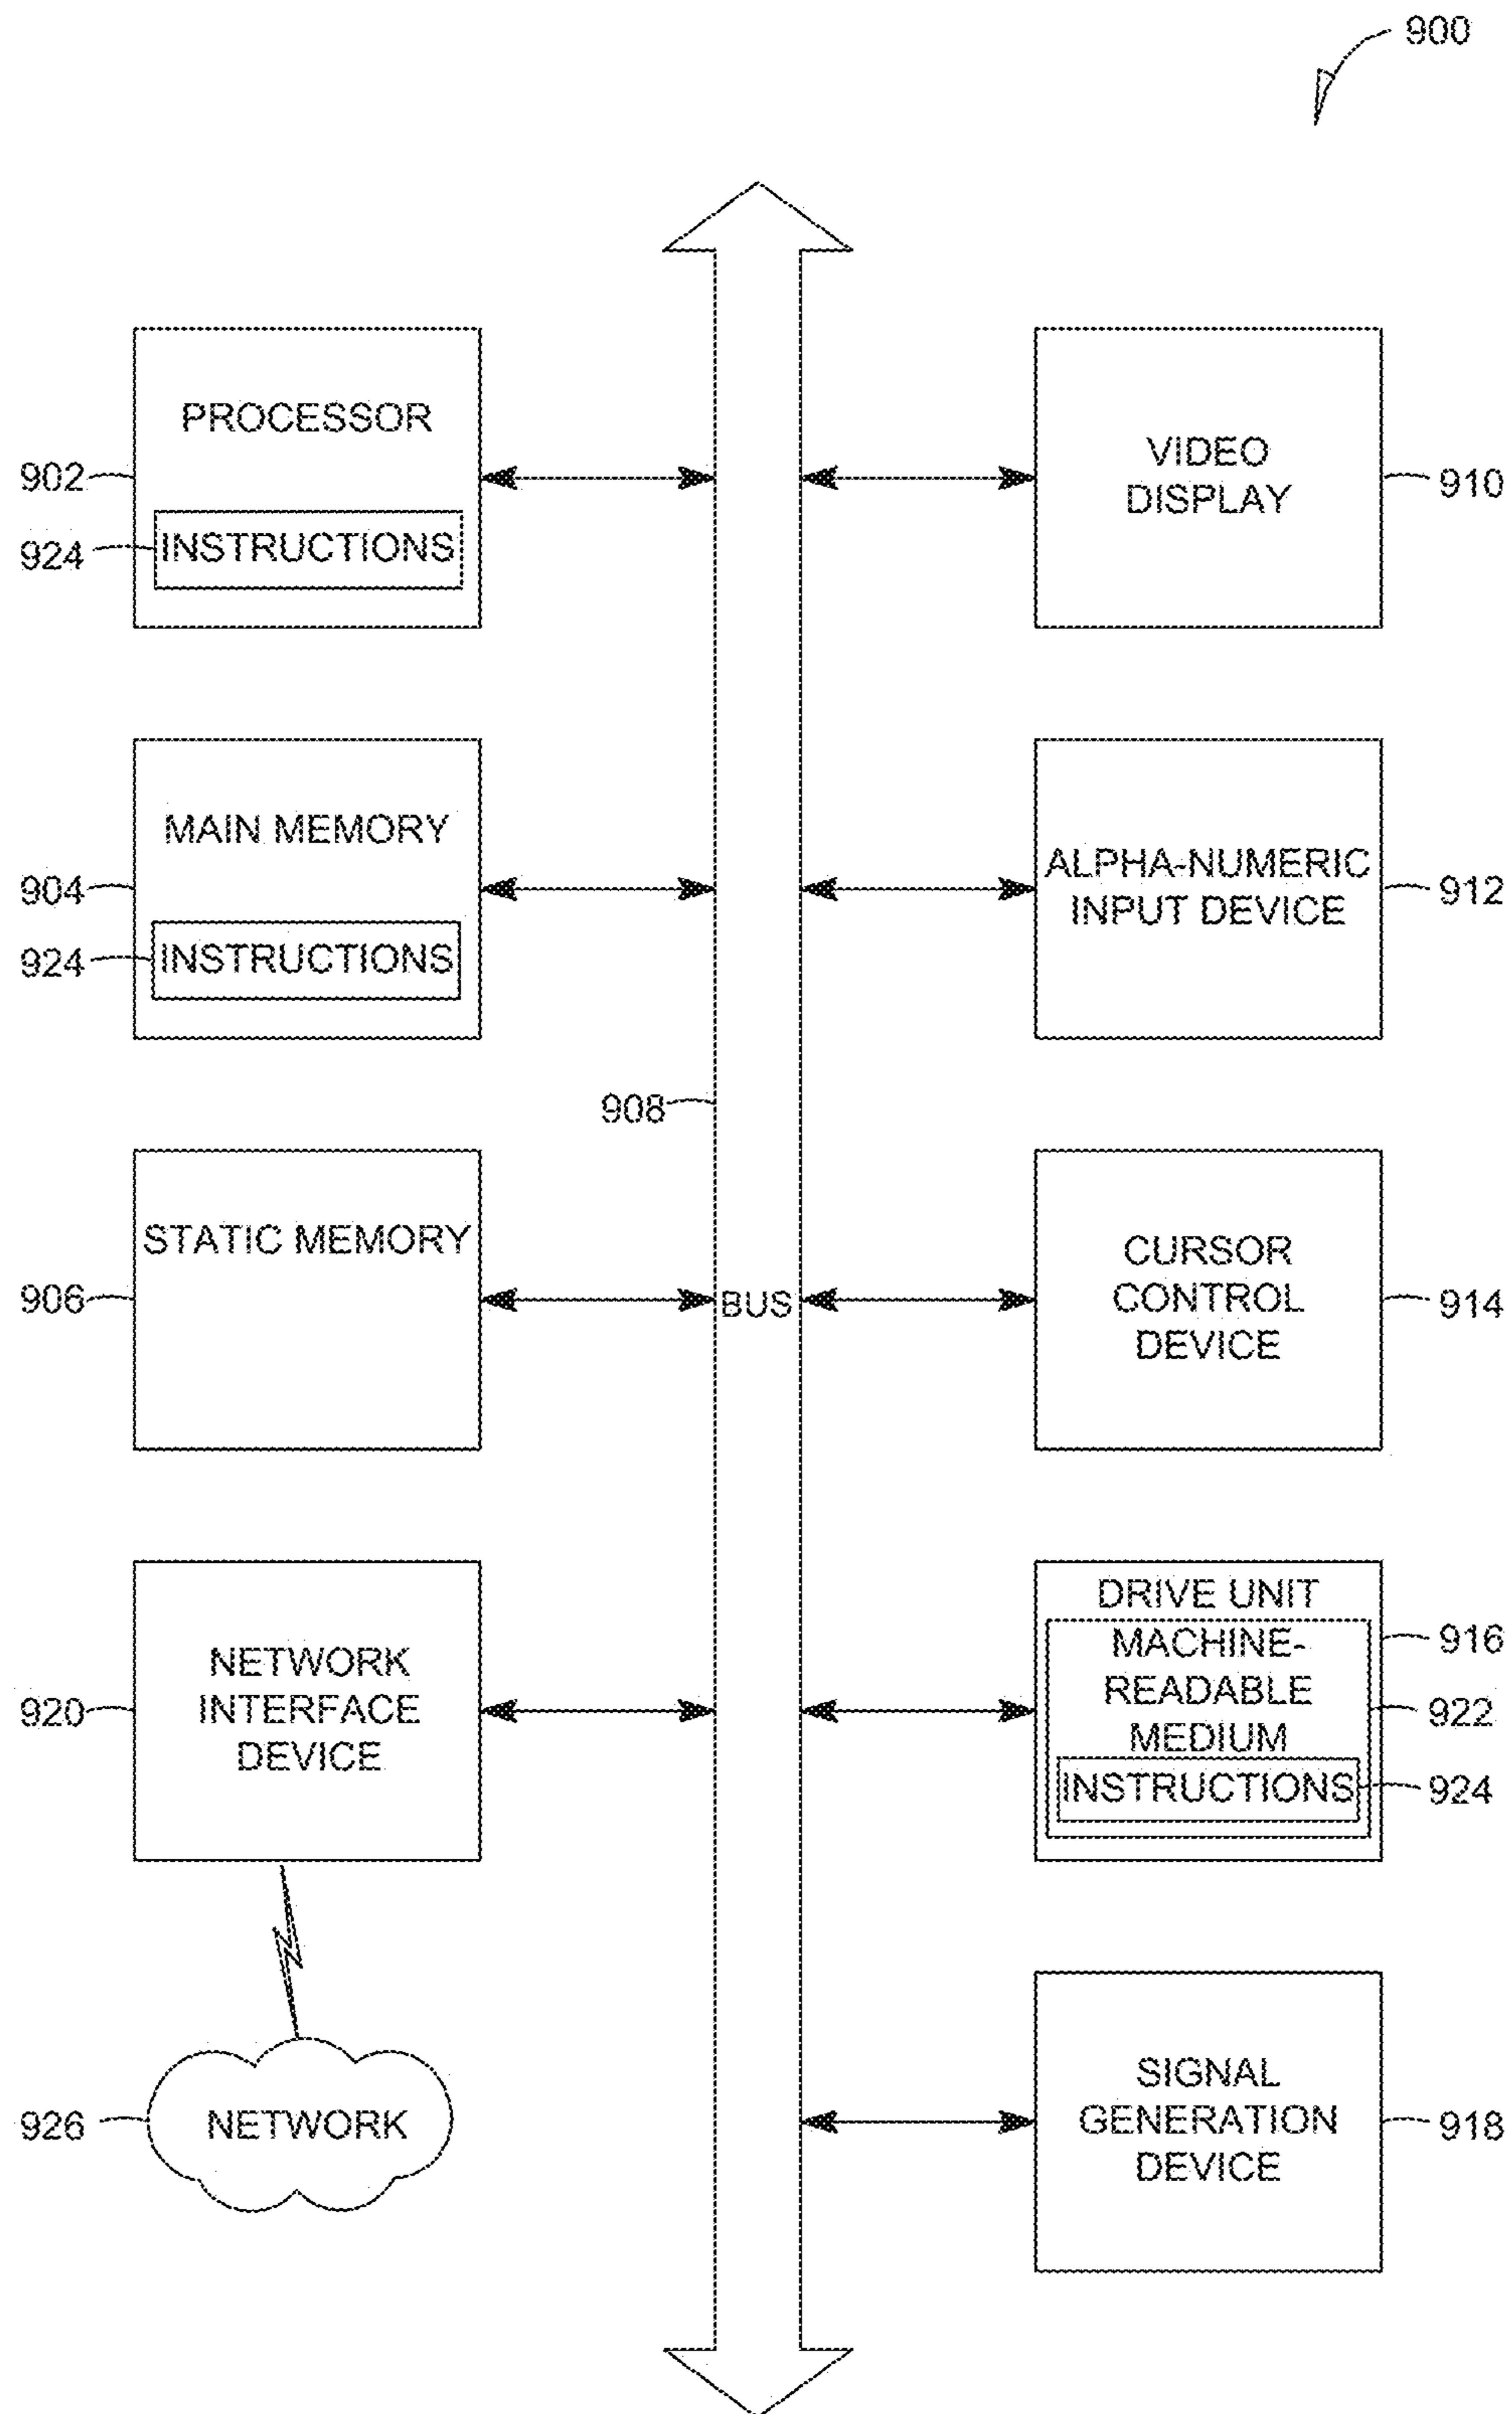 900
PROCESSOR
902
924
INSTRUCTIONS
VIDEO
DISPLAY
910
MAIN MEMORY
904
924
INSTRUCTIONS
ALPHA-NUMERIC
INPUT DEVICE
912
908
STATIC MEMORY
906
BUS
CURSOR
CONTROL
DEVICE
914
NETWORK
INTERFACE
DEVICE
920
DRIVE UNIT
916
MACHINE-
READABLE
MEDIUM
922
INSTRUCTIONS
924
926
NETWORK
SIGNAL
GENERATION
DEVICE
918